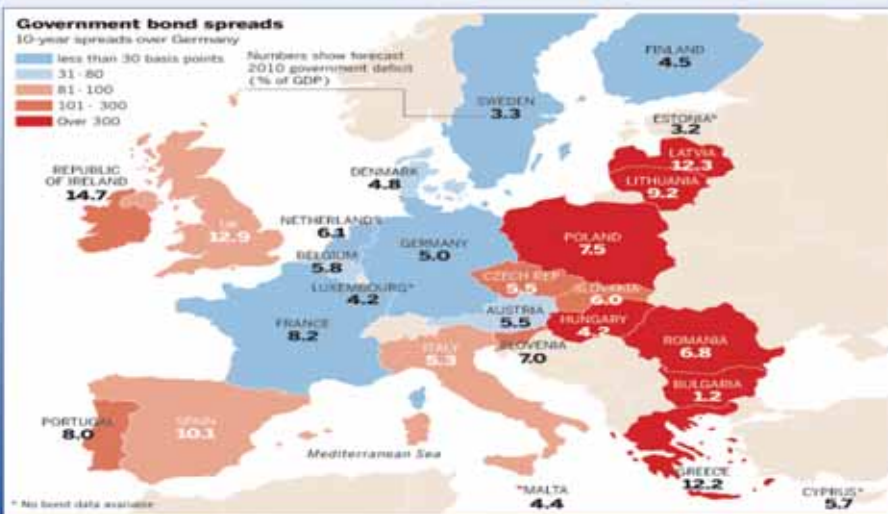 Government bond spreads
10-year spreads over Germany
less than 30 basis points
31 - 80
81 - 100
101 - 300
Over 300
Numbers show forecast
2010 government deficit
(% of GDP)
FINLAND
4.5
SWEDEN
3.3
ESTONIA*
3.2
LATVIA
12.3
LITHUANIA
9.2
REPUBLIC
OF IRELAND
14.7
DENMARK
4.8
UK
12.9
NETHERLANDS
6.1
GERMANY
5.0
POLAND
7.5
BELGIUM
5.8
LUXEMBOURG*
4.2
CZECH REP
5.5
SLOVAKIA
6.0
AUSTRIA
5.5
HUNGARY
4.2
FRANCE
8.2
ITALY
5.3
SLOVENIA
7.0
ROMANIA
6.8
BULGARIA
1.2
PORTUGAL
8.0
SPAIN
10.1
Mediterranean Sea
GREECE
12.2
*MALTA
4.4
CYPRUS*
5.7
* No bond data available